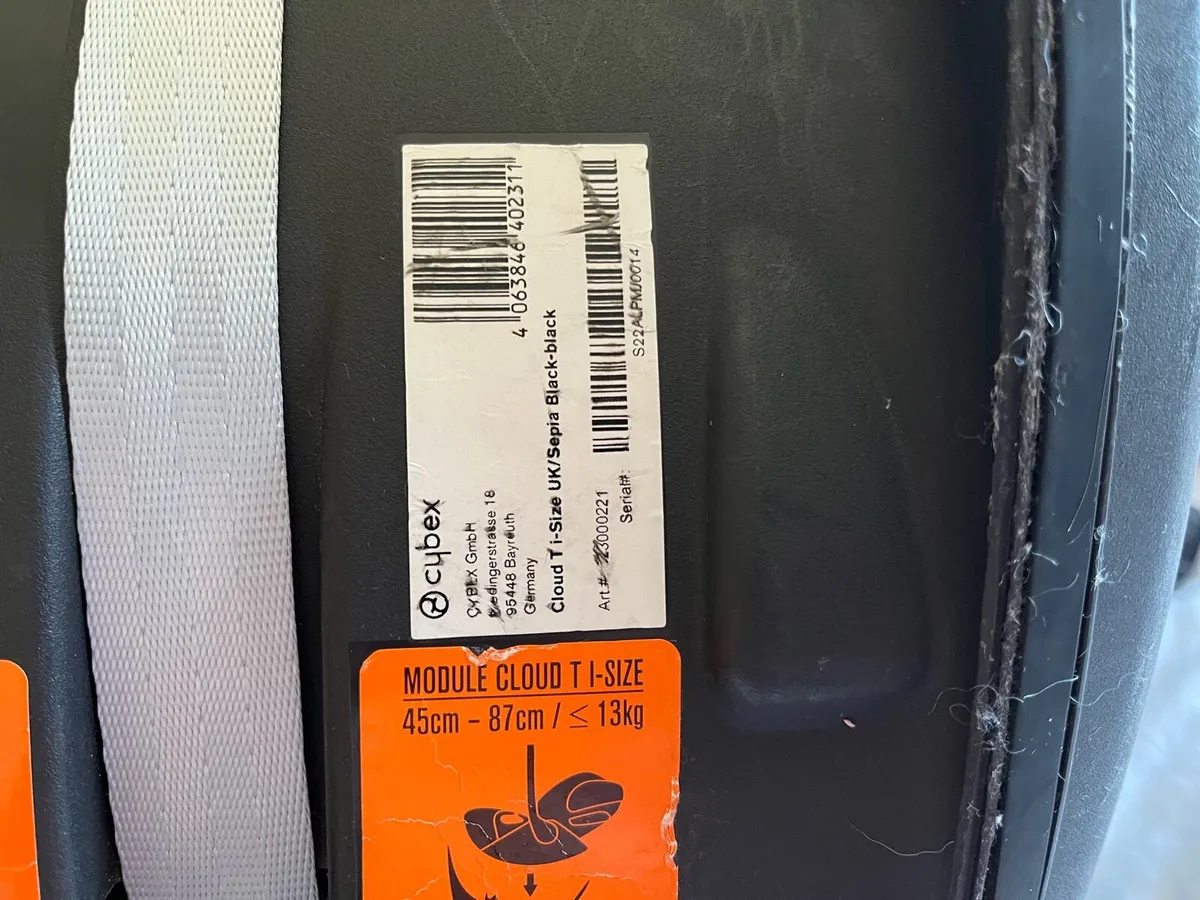 4 063846 402311
cybex
CYBEX GmbH
Riedingerstrasse 18
95448 Bayreuth
Germany
Cloud T i-Size UK/Sepia Black-black
S22ALPMJ0014
Serial#:
Art.#
MODULE CLOUD T I-SIZE
45cm – 87cm / ≤ 13kg